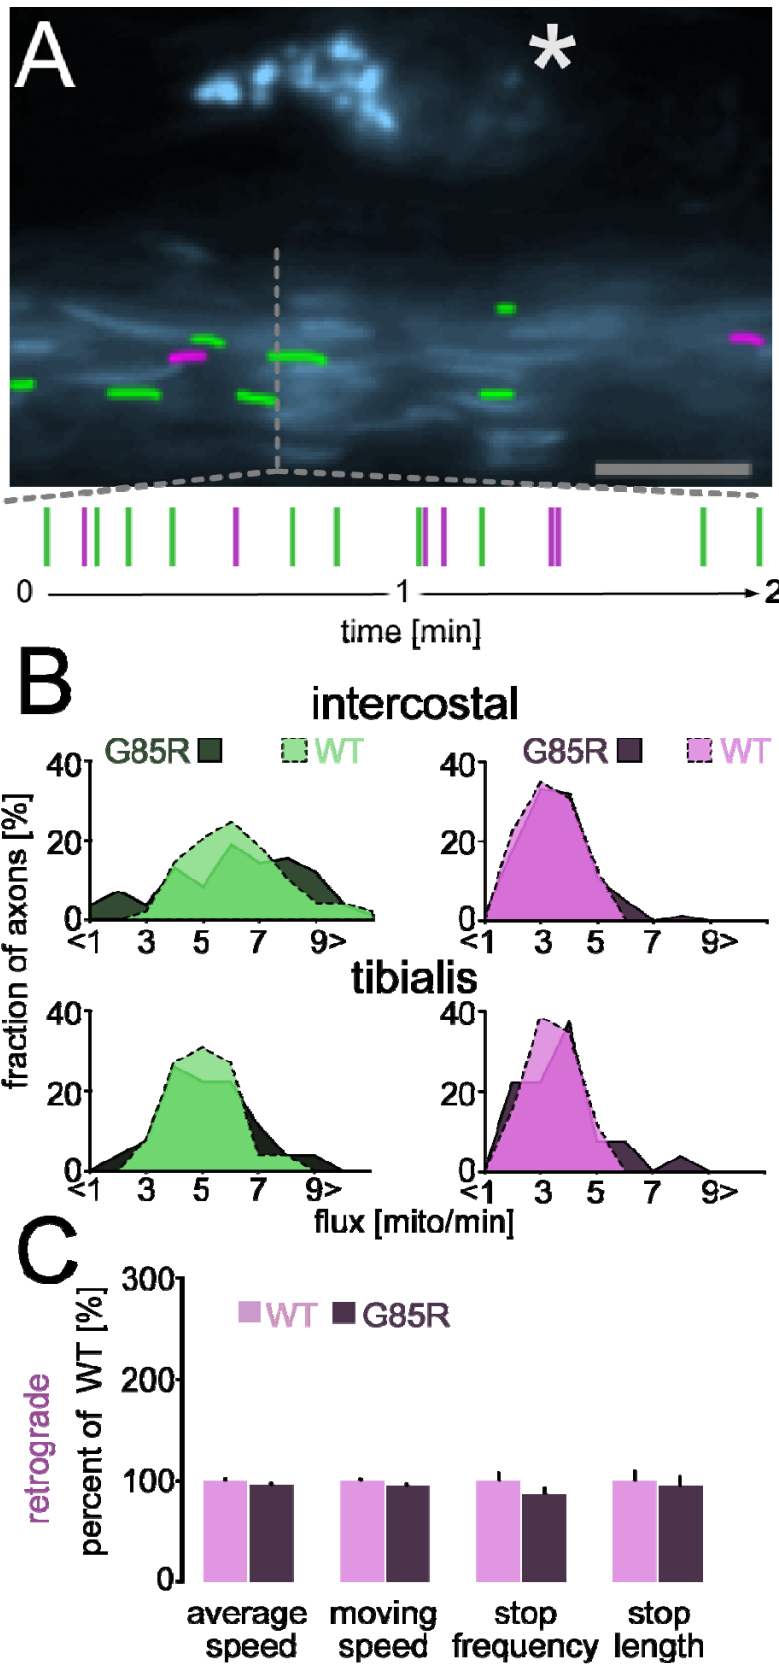 A *
0 1 2
time [min]
B
intercostal
G85R WT G85R WT
fraction of axons [%]
40 40
20 20
0 0
<1 3 5 7 9> <1 3 5 7 9>
tibialis
40 40
20 20
0 0
<1 3 5 7 9> <1 3 5 7 9>
flux [mito/min]
C
retrograde
percent of WT [%]
300
WT G85R
200
100
0
average moving stop stop
speed speed frequency length